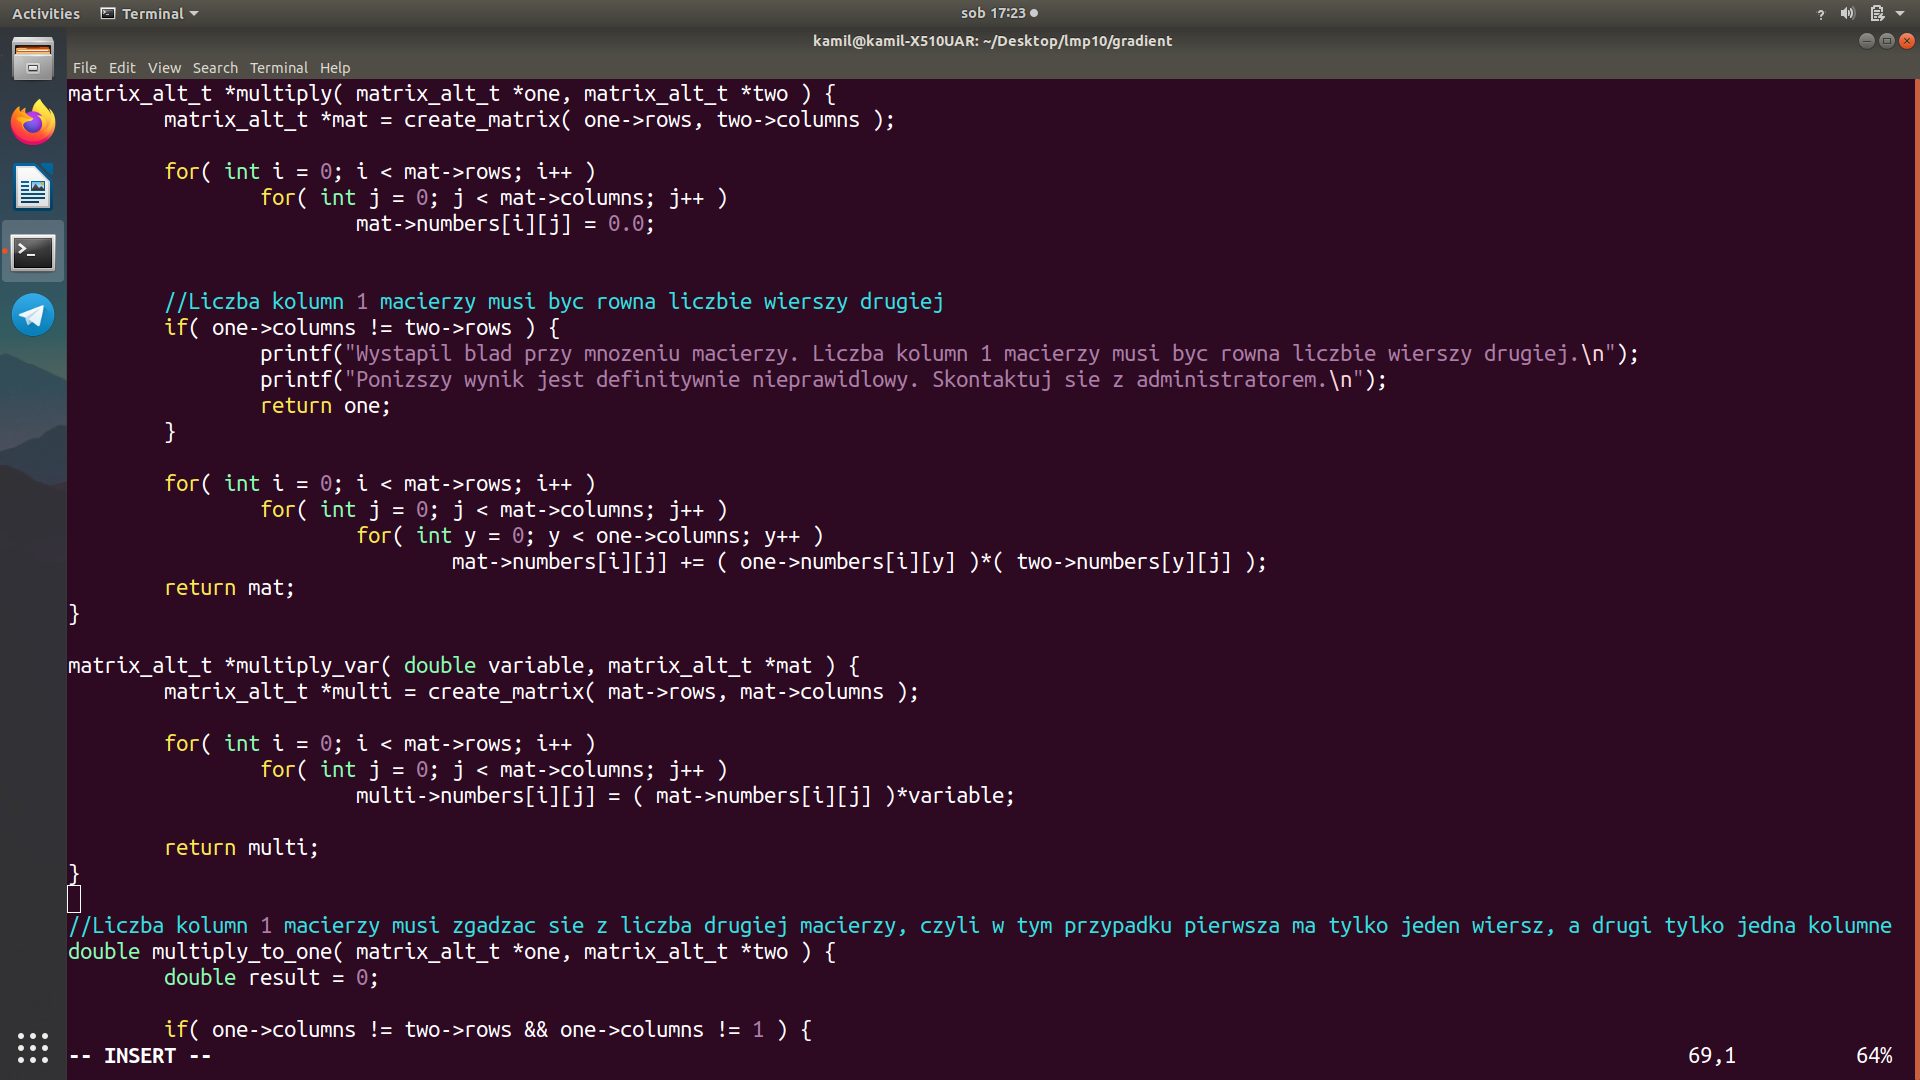 Activities Terminal sob 17:23
kamil@kamil-X510UAR: ~/Desktop/lmp10/gradient
File Edit View Search Terminal Help
matrix_alt_t *multiply( matrix_alt_t *one, matrix_alt_t *two ) {
        matrix_alt_t *mat = create_matrix( one->rows, two->columns );
        for( int i = 0; i < mat->rows; i++ )
                for( int j = 0; j < mat->columns; j++ )
                        mat->numbers[i][j] = 0.0;
        //Liczba kolumn 1 macierzy musi byc rowna liczbie wierszy drugiej
        if( one->columns != two->rows ) {
                printf("Wystapil blad przy mnozeniu macierzy. Liczba kolumn 1 macierzy musi byc rowna liczbie wierszy drugiej.\n");
                printf("Ponizszy wynik jest definitywnie nieprawidlowy. Skontaktuj sie z administratorem.\n");
                return one;
        }
        for( int i = 0; i < mat->rows; i++ )
                for( int j = 0; j < mat->columns; j++ )
                        for( int y = 0; y < one->columns; y++ )
                                mat->numbers[i][j] += ( one->numbers[i][y] )*( two->numbers[y][j] );
        return mat;
}
matrix_alt_t *multiply_var( double variable, matrix_alt_t *mat ) {
        matrix_alt_t *multi = create_matrix( mat->rows, mat->columns );
        for( int i = 0; i < mat->rows; i++ )
                for( int j = 0; j < mat->columns; j++ )
                        multi->numbers[i][j] = ( mat->numbers[i][j] )*variable;
        return multi;
}
//Liczba kolumn 1 macierzy musi zgadzac sie z liczba drugiej macierzy, czyli w tym przypadku pierwsza ma tylko jeden wiersz, a drugi tylko jedna kolumne
double multiply_to_one( matrix_alt_t *one, matrix_alt_t *two ) {
        double result = 0;
        if( one->columns != two->rows && one->columns != 1 ) {
-- INSERT -- 69,1 64%